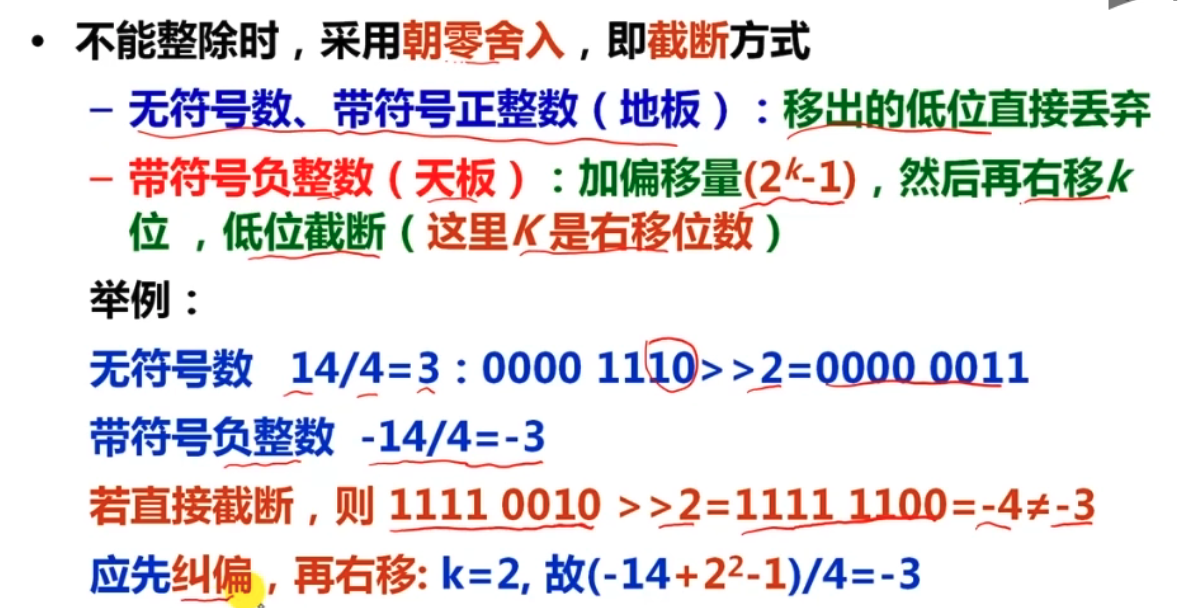 • 不能整除时，采用朝零舍入，即截断方式
– 无符号数、带符号正整数（地板）：移出的低位直接丢弃
– 带符号负整数（天板）：加偏移量(2ᵏ-1)，然后再右移k
位 ，低位截断（这里K 是右移位数）
举例：
无符号数 14/4=3：0000 1110>>2=0000 0011
带符号负整数 -14/4=-3
若直接截断，则 1111 0010 >>2=1111 1100=-4≠-3
应先纠偏，再右移: k=2, 故(-14+2²-1)/4=-3